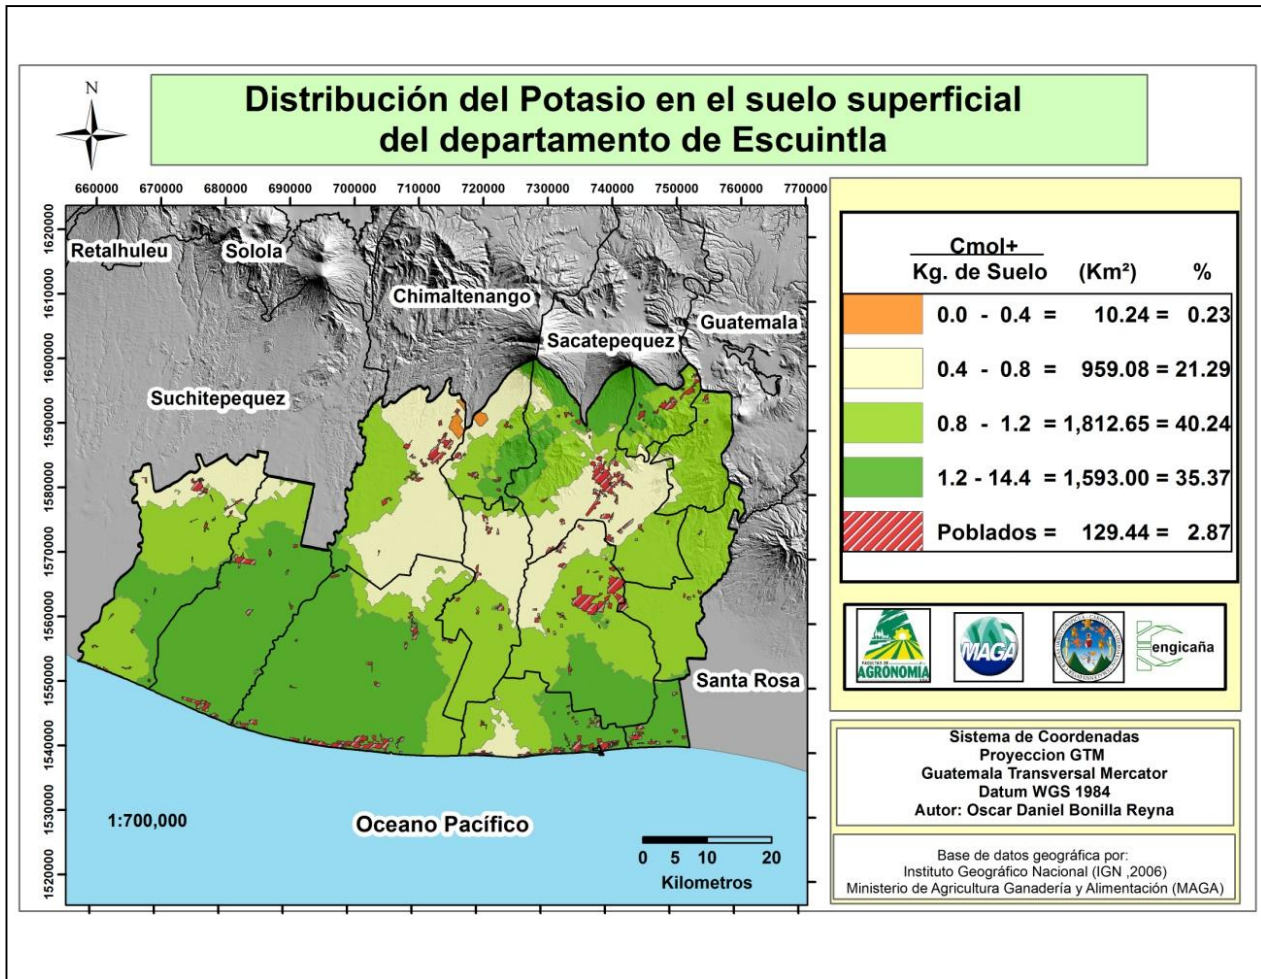 Distribución del Potasio en el suelo superficial
del departamento de Escuintla
N
660000 670000 680000 690000 700000 710000 720000 730000 740000 750000 760000 770000
1620000
1610000
1600000
1590000
1580000
1570000
1560000
1550000
1540000
1530000
1520000
Retalhuleu
Solola
Chimaltenango
Guatemala
Sacatepequez
Suchitepequez
Santa Rosa
Oceano Pacífico
1:700,000
0 5 10 20
Kilometros
Cmol+
Kg. de Suelo (Km²) %
0.0 - 0.4 = 10.24 = 0.23
0.4 - 0.8 = 959.08 = 21.29
0.8 - 1.2 = 1,812.65 = 40.24
1.2 - 14.4 = 1,593.00 = 35.37
Poblados = 129.44 = 2.87
FACULTAD DE
AGRONOMIA
MAGA
engicaña
Sistema de Coordenadas
Proyeccion GTM
Guatemala Transversal Mercator
Datum WGS 1984
Autor: Oscar Daniel Bonilla Reyna
Base de datos geográfica por:
Instituto Geográfico Nacional (IGN ,2006)
Ministerio de Agricultura Ganadería y Alimentación (MAGA)